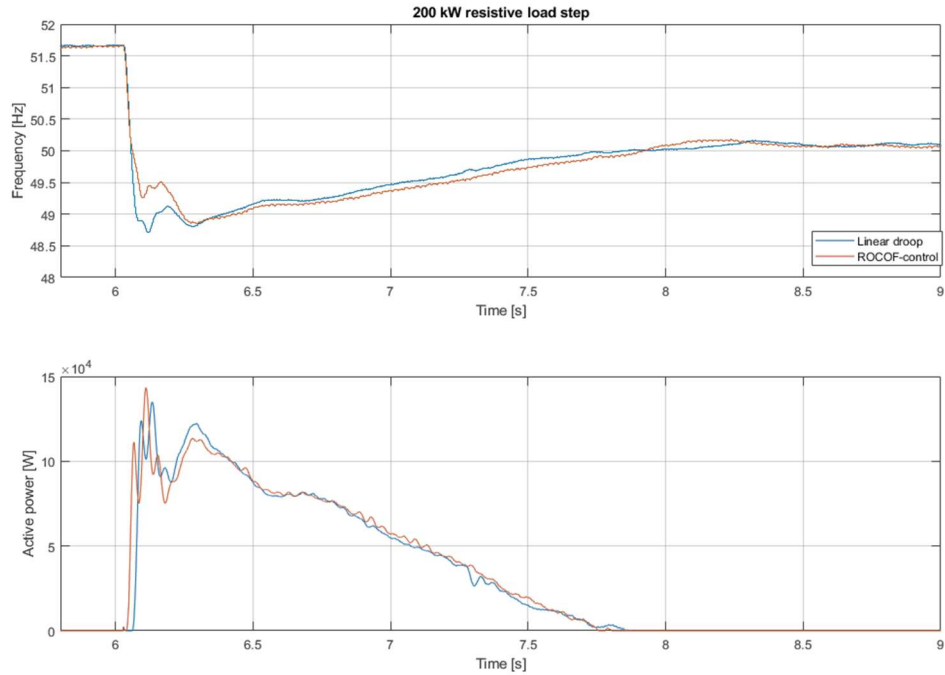 200 kW resistive load step
52
51.5
51
50.5
50
49.5
49
48.5
48
Frequency [Hz]
6 6.5 7 7.5 8 8.5 9
Time [s]
Linear droop
ROCOF-control
×10⁴
15
10
5
0
Active power [W]
6 6.5 7 7.5 8 8.5 9
Time [s]